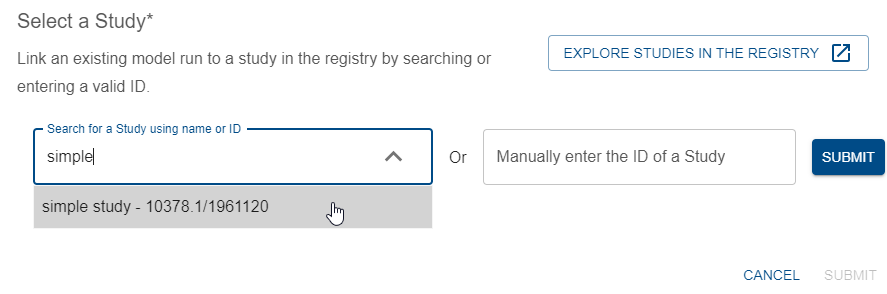 Select a Study*
Link an existing model run to a study in the registry by searching or
entering a valid ID.
EXPLORE STUDIES IN THE REGISTRY
Search for a Study using name or ID
simple
Or
Manually enter the ID of a Study
SUBMIT
simple study - 10378.1/1961120
CANCEL
SUBMIT